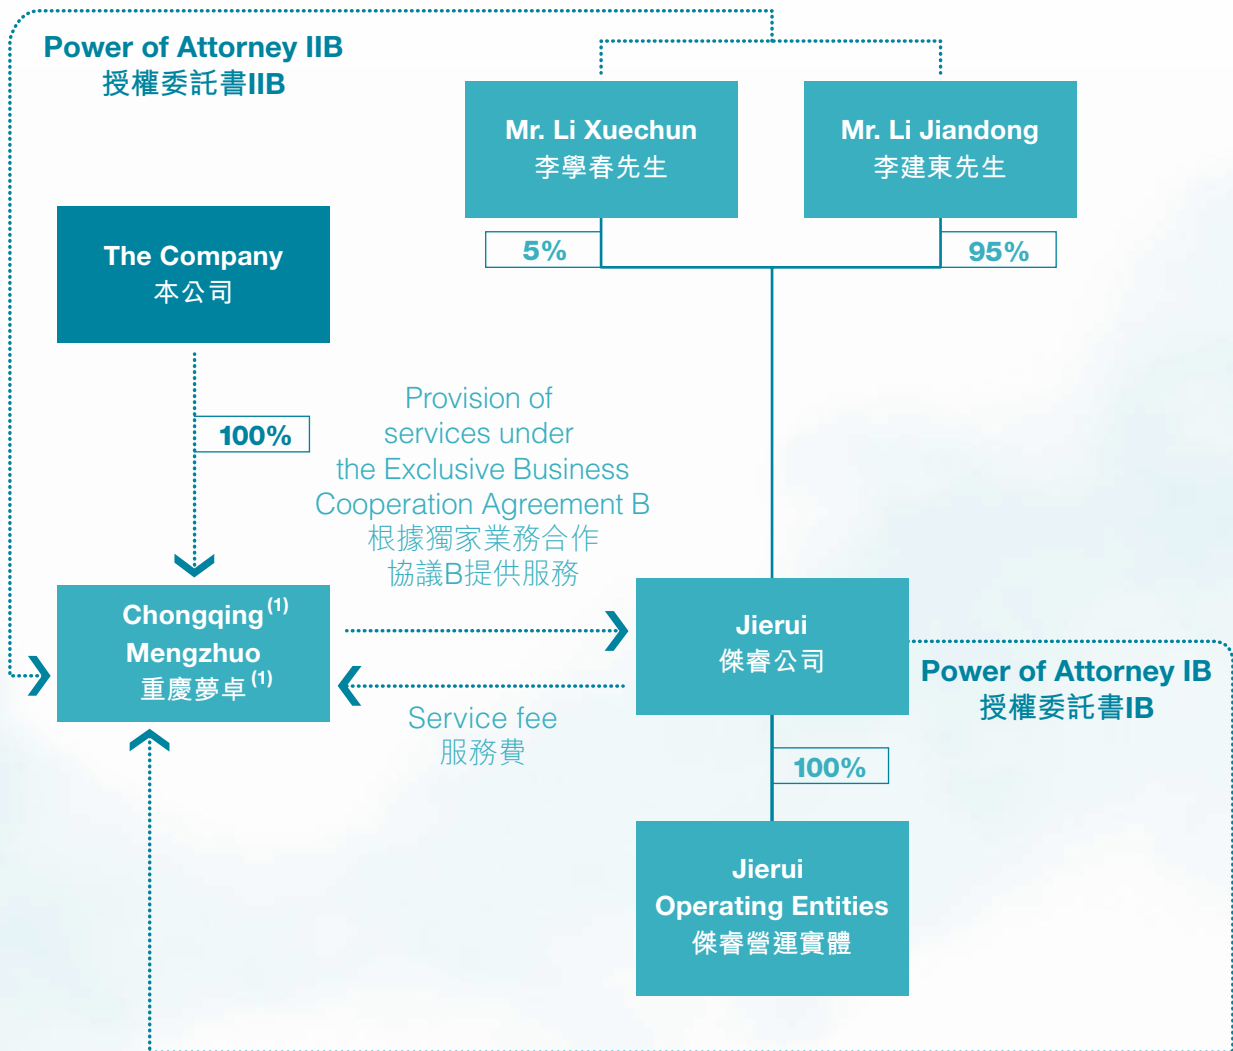 Power of Attorney IIB
授權委託書IIB
Mr. Li Xuechun
李學春先生
Mr. Li Jiandong
李建東先生
5%
95%
The Company
本公司
100%
Provision of
services under
the Exclusive Business
Cooperation Agreement B
根據獨家業務合作
協議B提供服務
Chongqing(1)
Mengzhuo
重慶夢卓(1)
Jierui
傑睿公司
Power of Attorney IB
授權委託書IB
Service fee
服務費
100%
Jierui
Operating Entities
傑睿營運實體